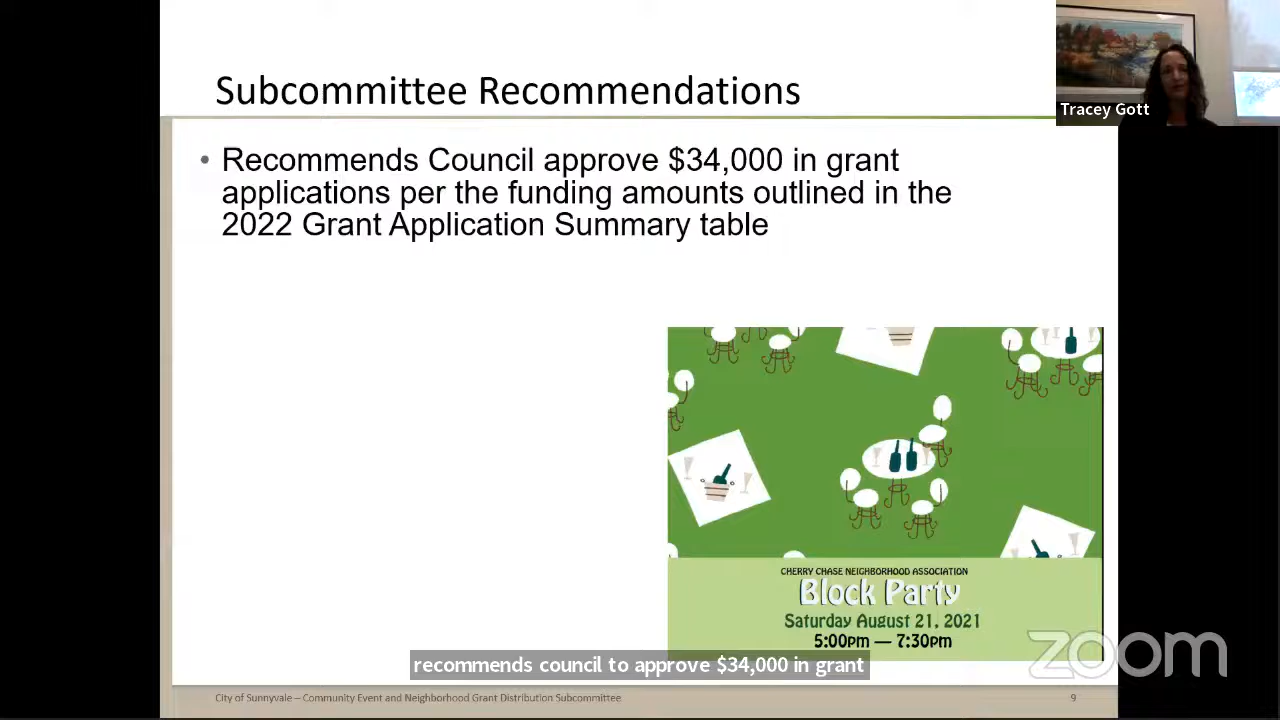 Subcommittee Recommendations
Tracey Gott
• Recommends Council approve $34,000 in grant
applications per the funding amounts outlined in the
2022 Grant Application Summary table
CHERRY CHASE NEIGHBORHOOD ASSOCIATION
Block Party
Saturday August 21, 2021
5:00PM — 7:30PM
zoom
recommends council to approve $34,000 in grant
City of Sunnyvale – Community Event and Neighborhood Grant Distribution Subcommittee
9